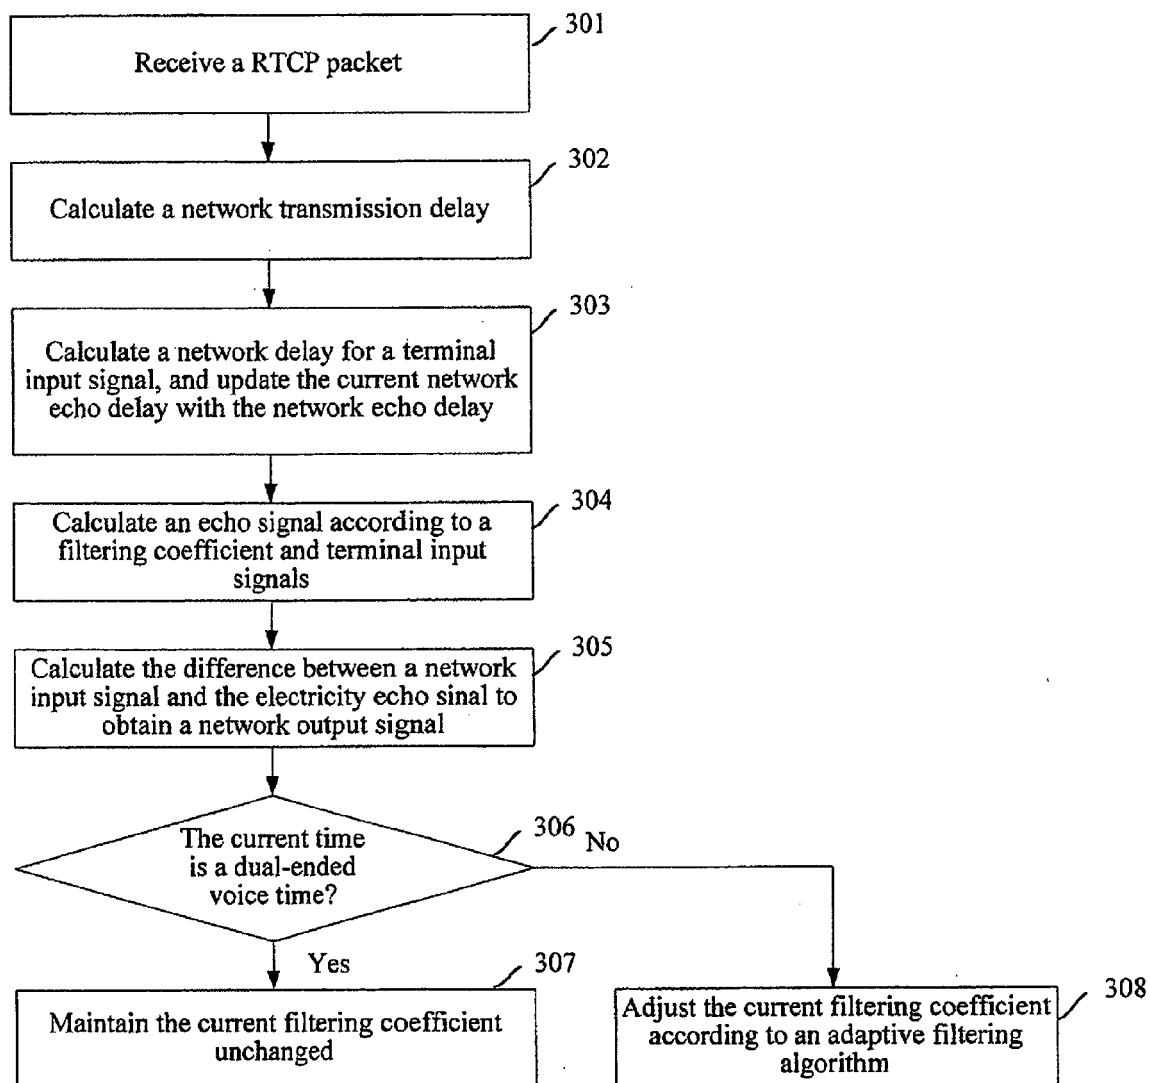 301
Receive a RTCP packet
302
Calculate a network transmission delay
303
Calculate a network delay for a terminal
input signal, and update the current network
echo delay with the network echo delay
304
Calculate an echo signal according to a
filtering coefficient and terminal input
signals
305
Calculate the difference between a network
input signal and the electricity echo sinal to
obtain a network output signal
306
The current time
is a dual-ended
voice time?
No
Yes
307
Maintain the current filtering coefficient
unchanged
308
Adjust the current filtering coefficient
according to an adaptive filtering
algorithm